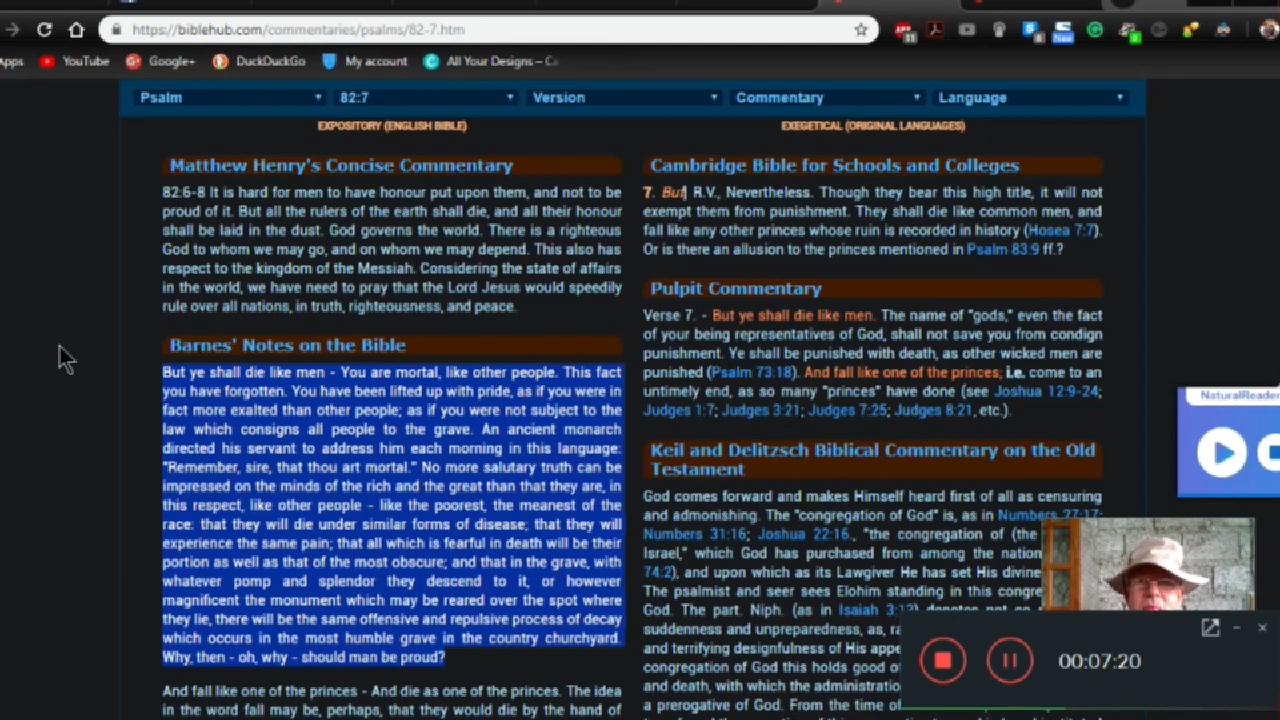 https://biblehub.com/commentaries/psalms/82-7.htm
Apps
YouTube
Google+
DuckDuckGo
My account
All Your Designs –
Psalm
82:7
Version
Commentary
Language
EXPOSITORY (ENGLISH BIBLE)
Matthew Henry's Concise Commentary
82:6-8 It is hard for men to have honour put upon them, and not to be
proud of it. But all the rulers of the earth shall die, and all their honour
shall be laid in the dust. God governs the world. There is a righteous
God to whom we may go, and on whom we may depend. This also has
respect to the kingdom of the Messiah. Considering the state of affairs
in the world, we have need to pray that the Lord Jesus would speedily
rule over all nations, in truth, righteousness, and peace.
Barnes' Notes on the Bible
But ye shall die like men - You are mortal, like other people. This fact
you have forgotten. You have been lifted up with pride, as if you were in
fact more exalted than other people; as if you were not subject to the
law which consigns all people to the grave. An ancient monarch
directed his servant to address him each morning in this language:
"Remember, sire, that thou art mortal." No more salutary truth can be
impressed on the minds of the rich and the great than that they are, in
this respect, like other people - like the poorest, the meanest of the
race: that they will die under similar forms of disease; that they will
experience the same pain; that all which is fearful in death will be their
portion as well as that of the most obscure; and that in the grave, with
whatever pomp and splendor they descend to it, or however
magnificent the monument which may be reared over the spot where
they lie, there will be the same offensive and repulsive process of decay
which occurs in the most humble grave in the country churchyard.
Why, then - oh, why - should man be proud?
And fall like one of the princes - And die as one of the princes. The idea
in the word fall may be, perhaps, that they would die by the hand of
EXEGETICAL (ORIGINAL LANGUAGES)
Cambridge Bible for Schools and Colleges
7. But] R.V., Nevertheless. Though they bear this high title, it will not
exempt them from punishment. They shall die like common men, and
fall like any other princes whose ruin is recorded in history (Hosea 7:7).
Or is there an allusion to the princes mentioned in Psalm 83:9 ff.?
Pulpit Commentary
Verse 7. - But ye shall die like men. The name of "gods," even the fact
of your being representatives of God, shall not save you from condign
punishment. Ye shall be punished with death, as other wicked men are
punished (Psalm 73:18). And fall like one of the princes; i.e. come to an
untimely end, as so many "princes" have done (see Joshua 12:9-24;
Judges 1:7; Judges 3:21; Judges 7:25; Judges 8:21, etc.).
Keil and Delitzsch Biblical Commentary on the Old
Testament
God comes forward and makes Himself heard first of all as censuring
and admonishing. The "congregation of God" is, as in Numbers 27:17;
Numbers 31:16; Joshua 22:16., "the congregation of (the
Israel," which God has purchased from among the nation
74:2), and upon which as its Lawgiver He has set His divine
The psalmist and seer sees Elohim standing in this congre
God. The part. Niph. (as in Isaiah 3:13) denotes not
suddenness and unpreparedness, as, ra
and terrifying designfulness of His appe
congregation of God this holds good o
and death, with which the administratio
a prerogative of God. From the time of
NaturalReader
00:07:20